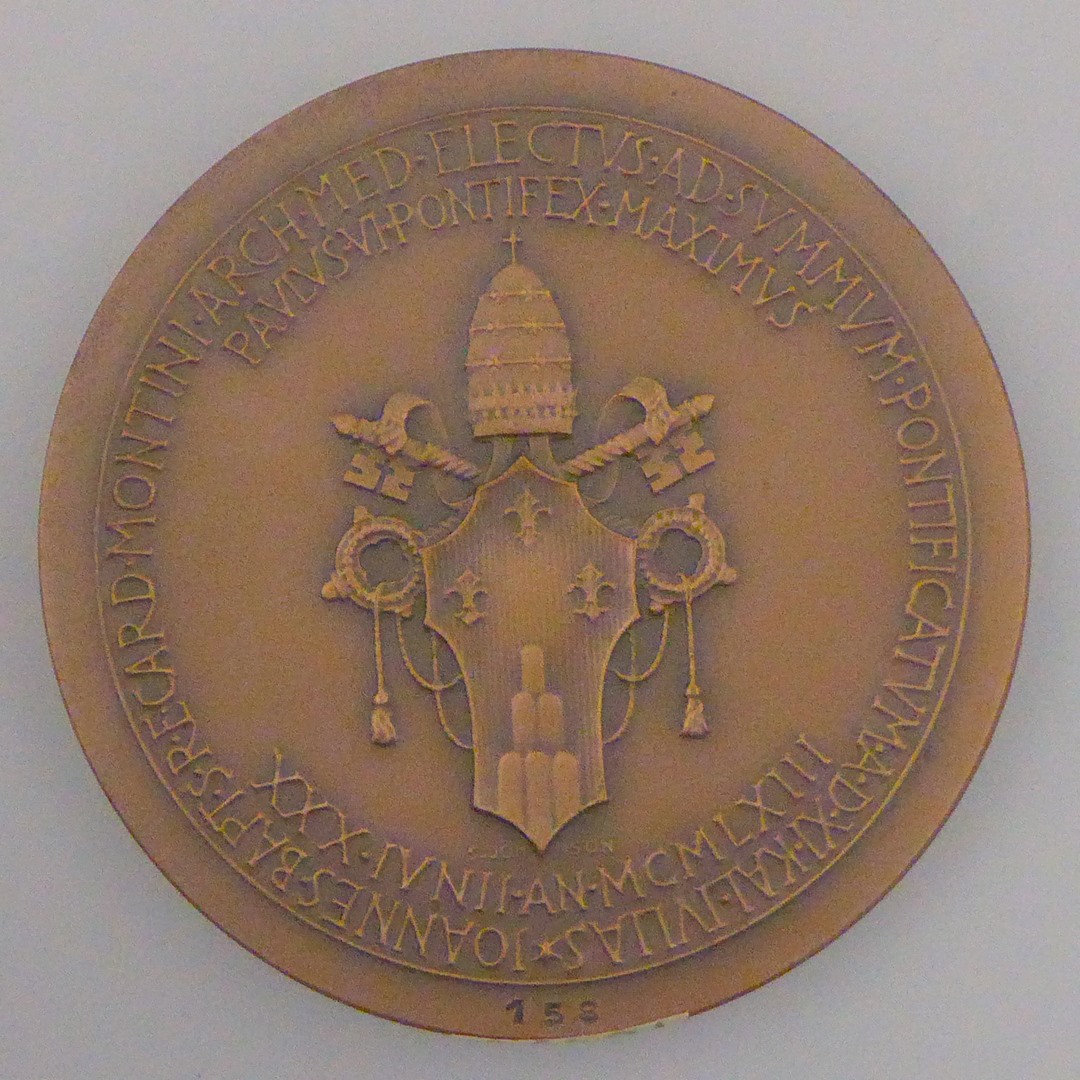 IOANNES·BAPT·S·R·E·CARD·MONTINI·ARCH·MED·ELECTVS·AD·SVMMVM·PONTIFICATVM·A·D·XI·KAL·IVLIAS
PAVLVS·VI·PONTIFEX·MAXIMVS
XXX·IVNII·AN·MCMLXIII
158